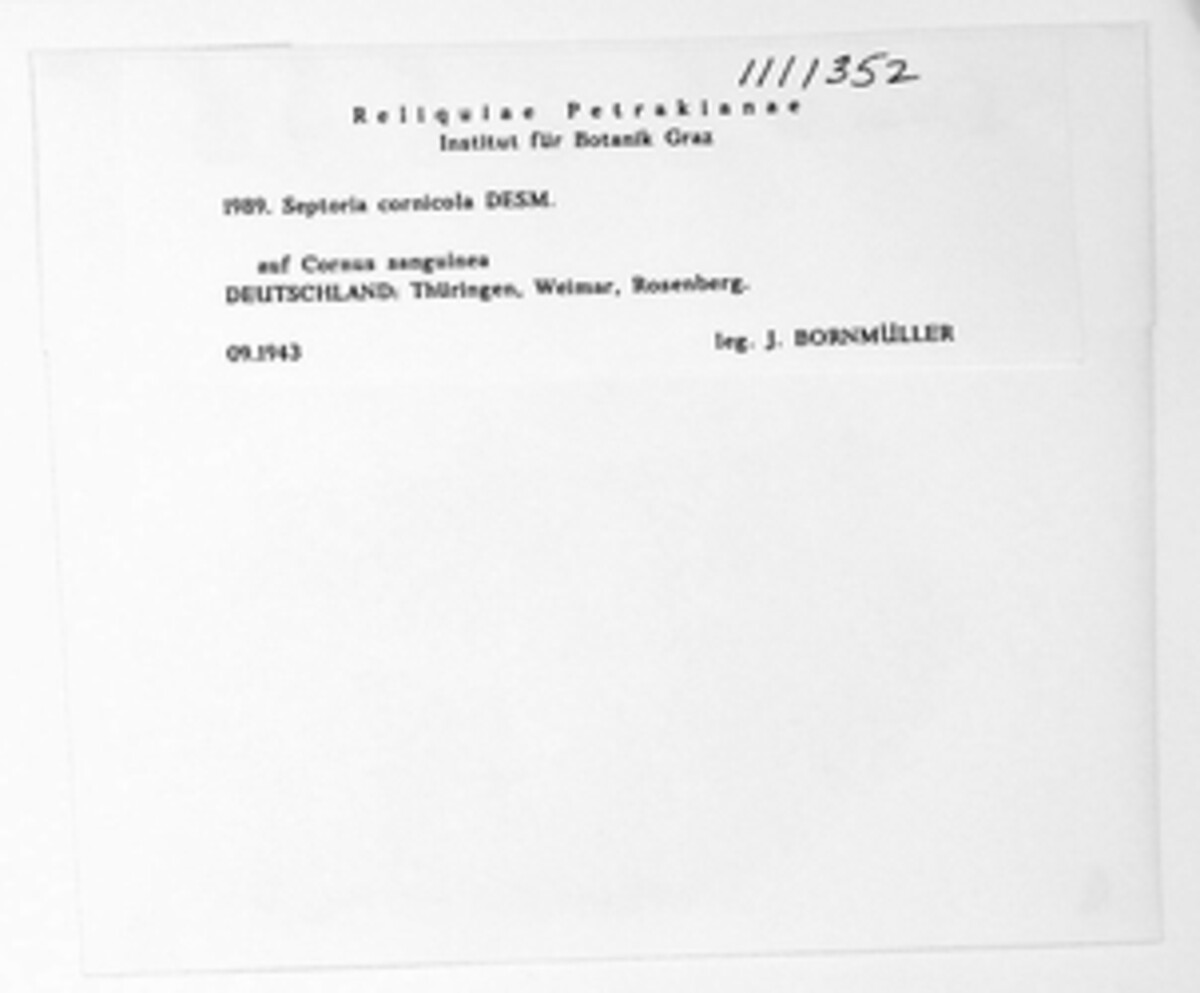 1111352
Reliquiae Petrakianae
Institut für Botanik Graz
1989. Septoria cornicola DESM.
auf Cornus sanguinea
DEUTSCHLAND: Thüringen, Weimar, Rosenberg.
09.1943 leg. J. BORNMÜLLER